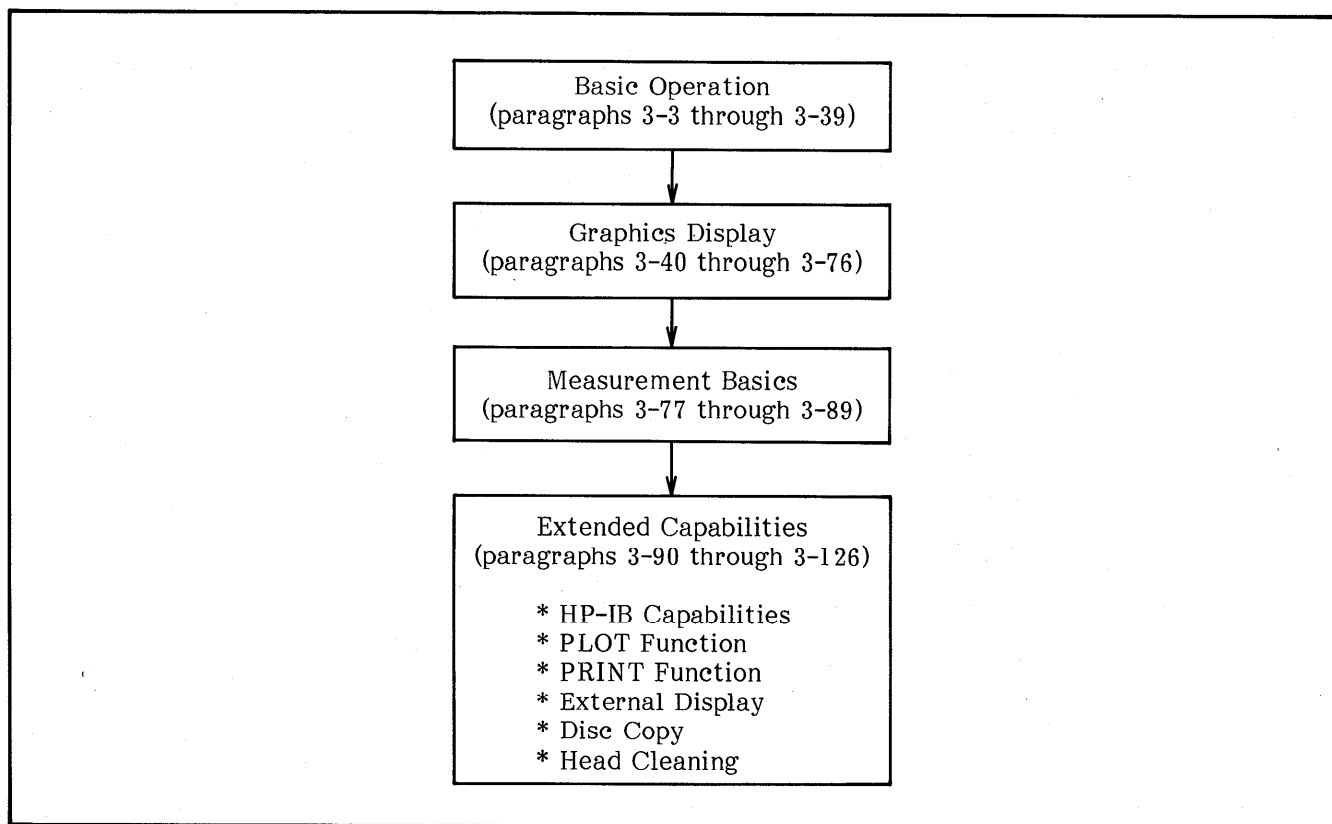 Basic Operation
(paragraphs 3-3 through 3-39)
Graphics Display
(paragraphs 3-40 through 3-76)
Measurement Basics
(paragraphs 3-77 through 3-89)
Extended Capabilities
(paragraphs 3-90 through 3-126)
* HP-IB Capabilities
* PLOT Function
* PRINT Function
* External Display
* Disc Copy
* Head Cleaning